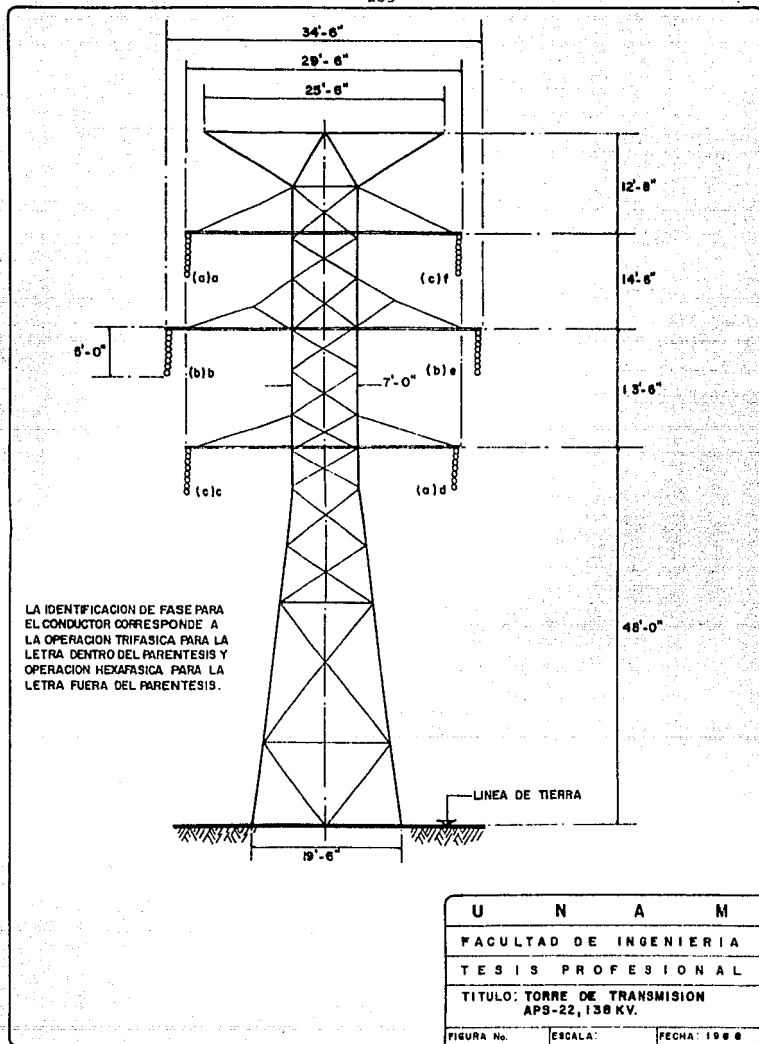 34'-6"
29'-6"
25'-6"
12'-8"
(a)a
(c)f
5'-0"
(b)b
(b)e
7'-0"
13'-6"
(c)c
(a)d
LA IDENTIFICACION DE FASE PARA
EL CONDUCTOR CORRESPONDE A
LA OPERACION TRIFASICA PARA LA
LETRA DENTRO DEL PARENTESIS Y
OPERACION HEXAFASICA PARA LA
LETRA FUERA DEL PARENTESIS.
48'-0"
LINEA DE TIERRA
19'-6"
U N A M
FACULTAD DE INGENIERIA
TESIS PROFESIONAL
TITULO: TORRE DE TRANSMISION
APS-22, 138 KV.
FIGURA No.
ESCALA:
FECHA: